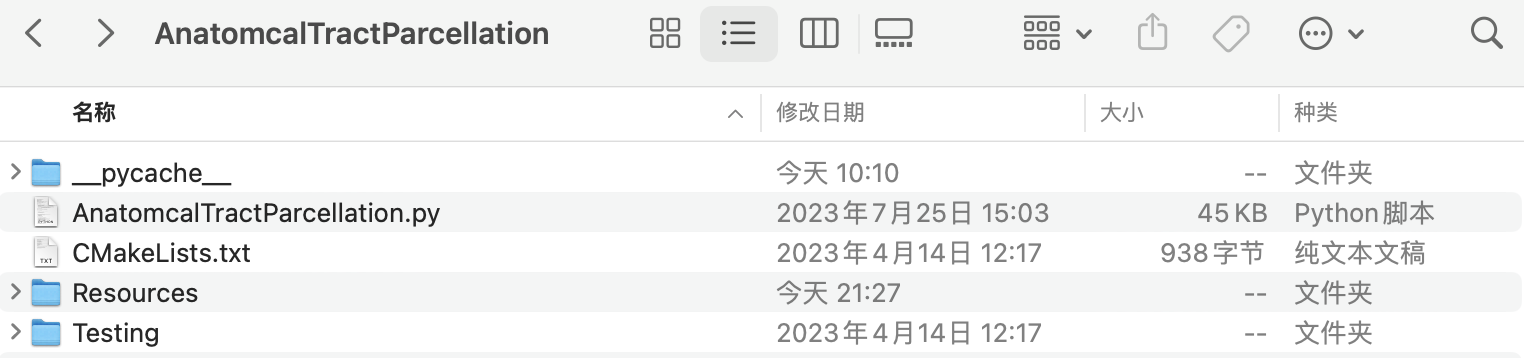 AnatomcalTractParcellation
名称 修改日期 大小 种类
__pycache__ 今天 10:10 -- 文件夹
AnatomcalTractParcellation.py 2023年7月25日 15:03 45 KB Python脚本
CMakeLists.txt 2023年4月14日 12:17 938字节 纯文本文稿
Resources 今天 21:27 -- 文件夹
Testing 2023年4月14日 12:17 -- 文件夹